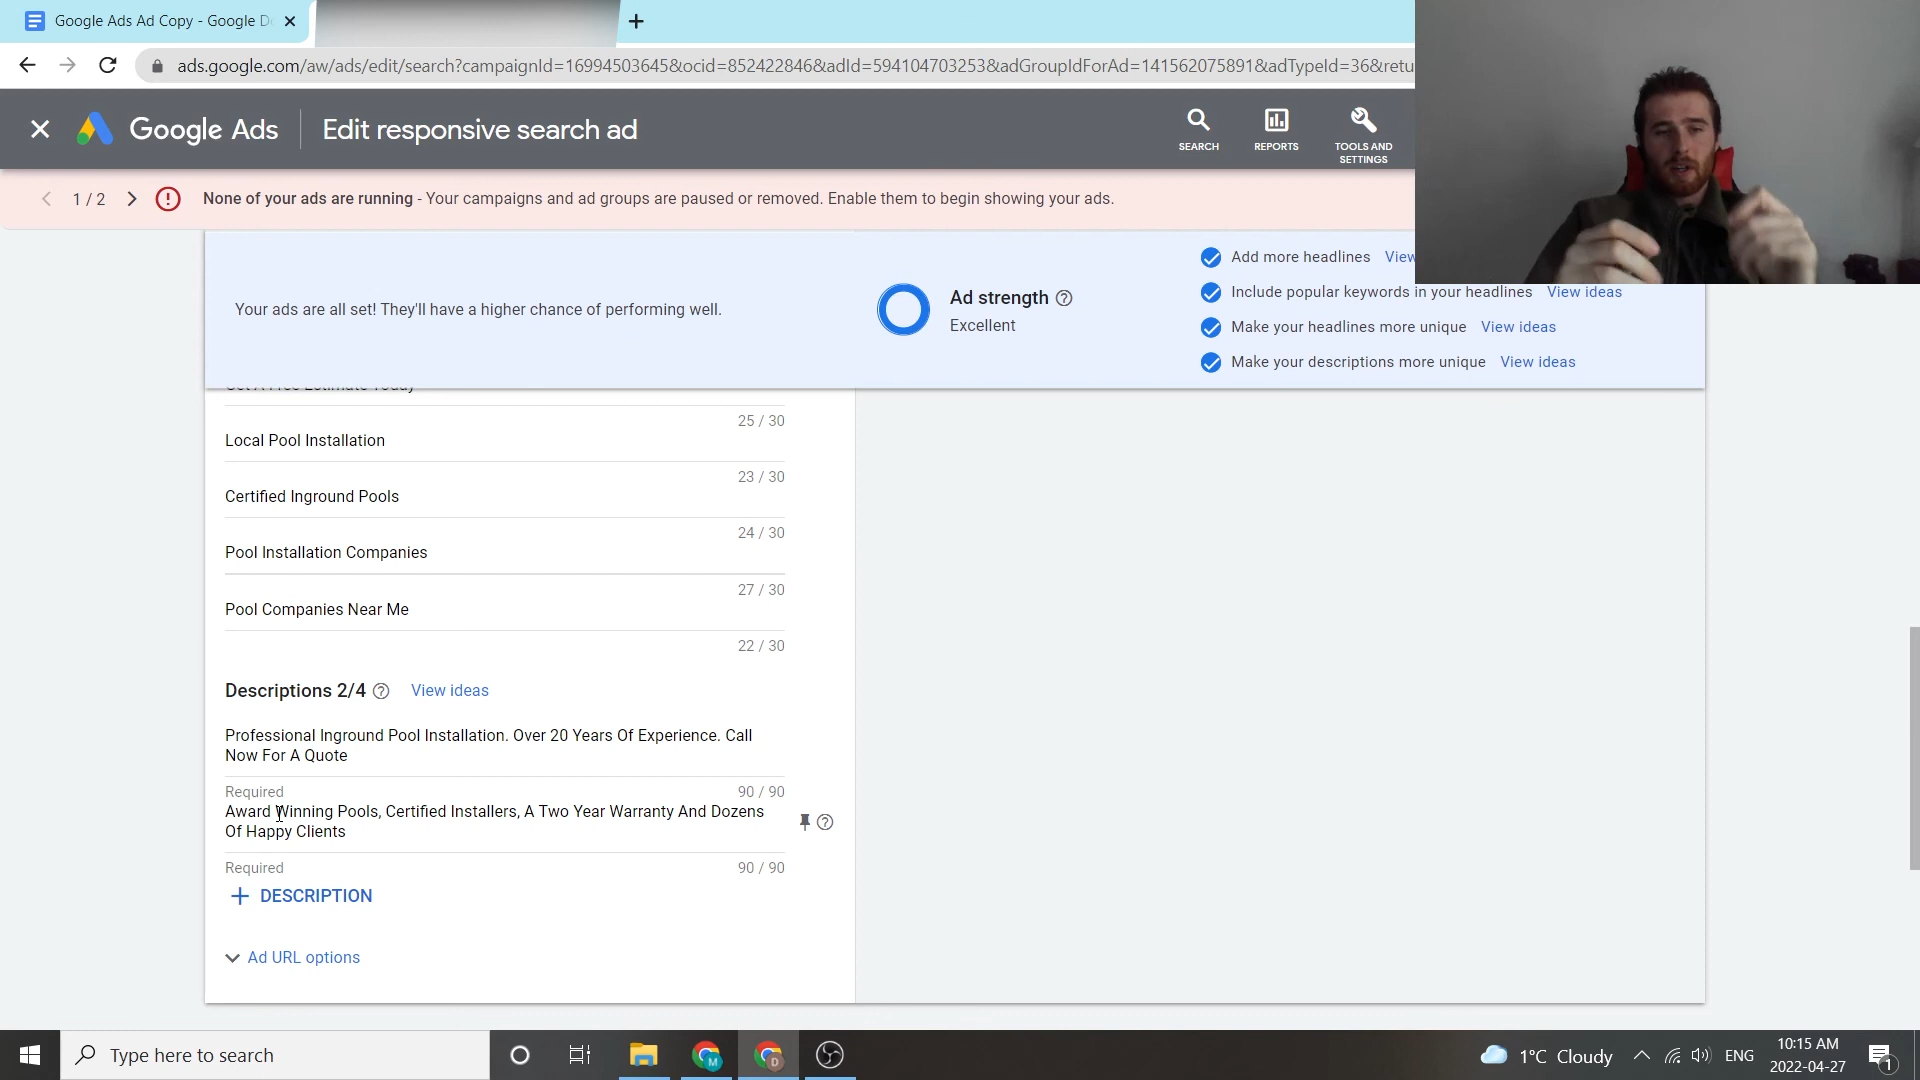 Google Ads Ad Copy - Google D
ads.google.com/aw/ads/edit/search?campaignId=16994503645&ocid=852422846&adId=594104703253&adGroupIdForAd=141562075891&adTypeId=36&retu
Google Ads
Edit responsive search ad
SEARCH
REPORTS
TOOLS AND
SETTINGS
1 / 2
None of your ads are running - Your campaigns and ad groups are paused or removed. Enable them to begin showing your ads.
Your ads are all set! They'll have a higher chance of performing well.
Ad strength
Excellent
Add more headlines View
Include popular keywords in your headlines View ideas
Make your headlines more unique View ideas
Make your descriptions more unique View ideas
Get A Free Estimate Today
25 / 30
Local Pool Installation
23 / 30
Certified Inground Pools
24 / 30
Pool Installation Companies
27 / 30
Pool Companies Near Me
22 / 30
Descriptions 2/4 View ideas
Professional Inground Pool Installation. Over 20 Years Of Experience. Call
Now For A Quote
Required 90 / 90
Award Winning Pools, Certified Installers, A Two Year Warranty And Dozens
Of Happy Clients
Required 90 / 90
+ DESCRIPTION
Ad URL options
Type here to search
M
D
1°C Cloudy
ENG
10:15 AM
2022-04-27
1